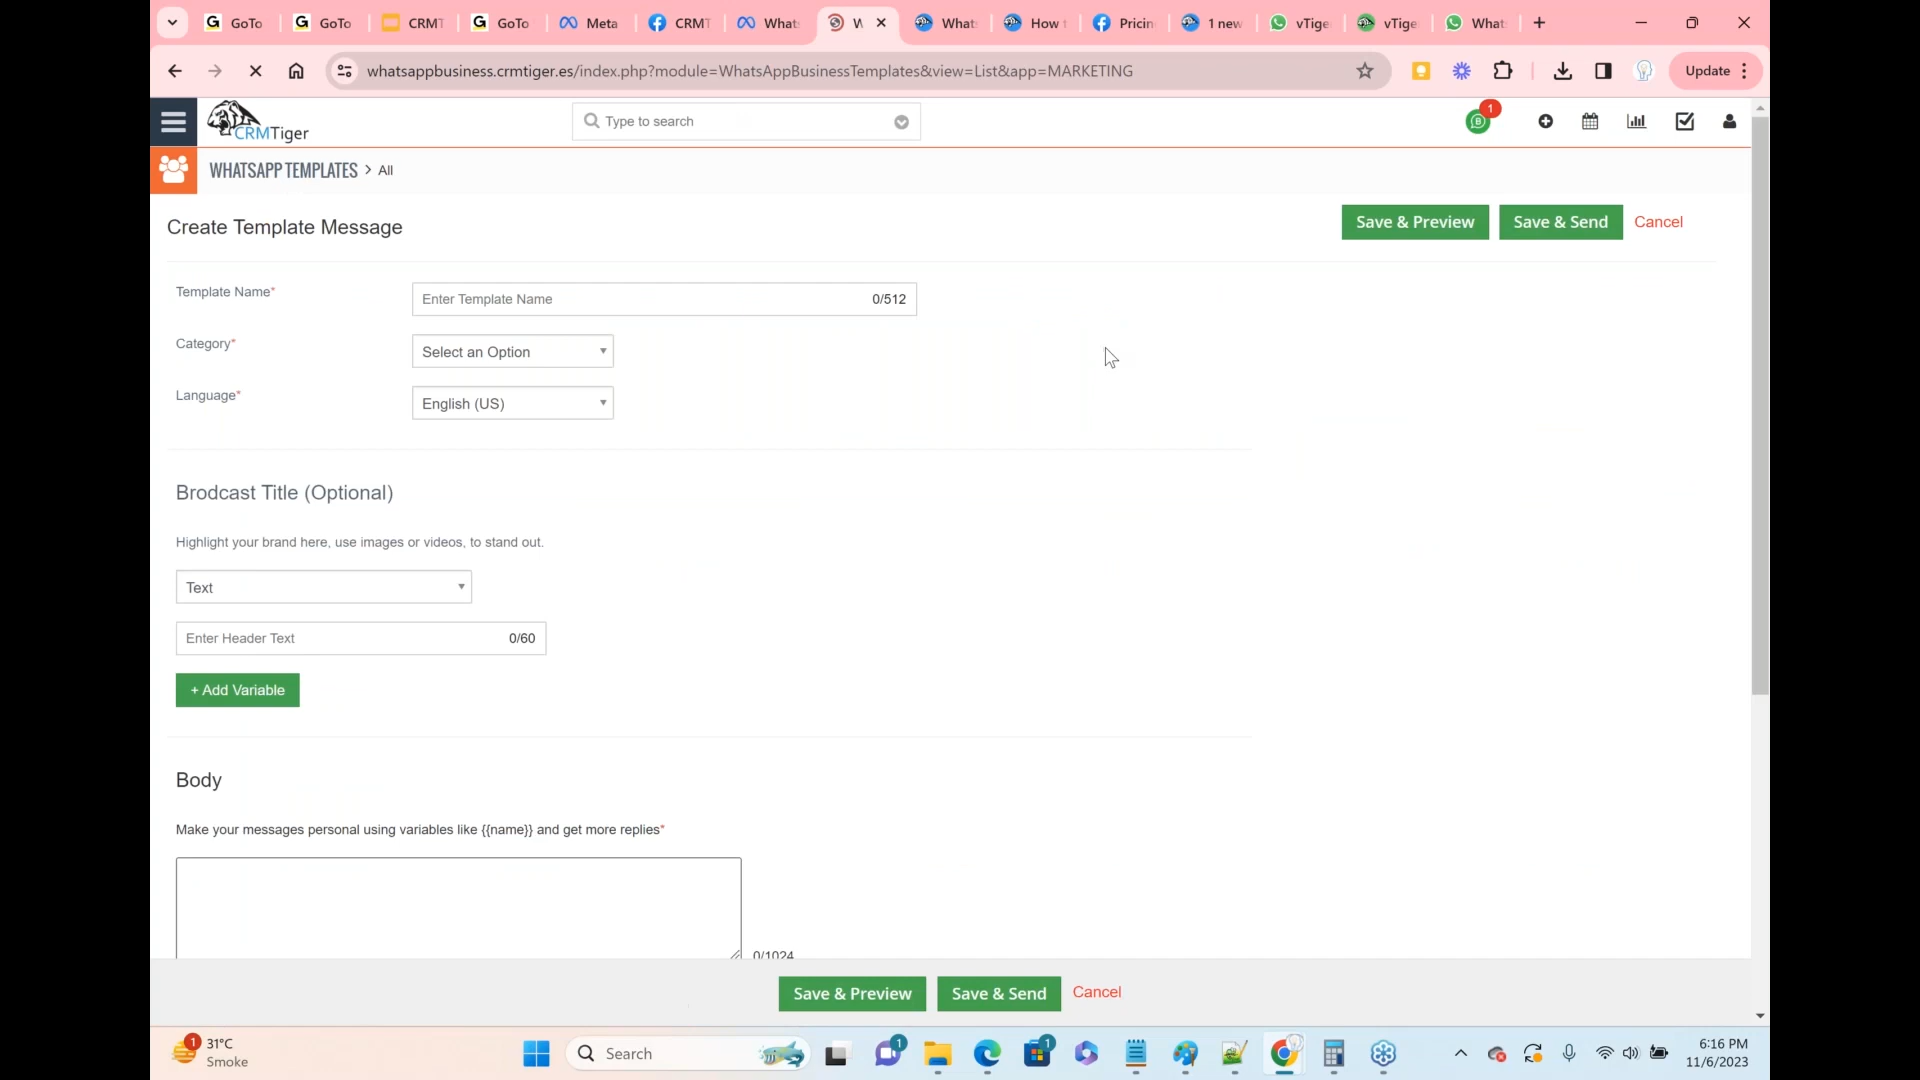 GoTo
GoTo
CRMT
GoTo
Meta
CRMT
Whats
What
How
Pricin
1 new
vTige
vTige
What
whatsappbusiness.crmtiger.es/index.php?module=WhatsAppBusinessTemplates&view=List&app=MARKETING
Update
CRMTiger
Type to search
B
1
WHATSAPP TEMPLATES > All
Create Template Message
Save & Preview
Save & Send
Cancel
Template Name*
Enter Template Name
0/512
Category*
Select an Option
Language*
English (US)
Brodcast Title (Optional)
Highlight your brand here, use images or videos, to stand out.
Text
Enter Header Text
0/60
+ Add Variable
Body
Make your messages personal using variables like {{name}} and get more replies*
0/1024
Save & Preview
Save & Send
Cancel
1
31°C
Smoke
Search
1
1
6:16 PM
11/6/2023